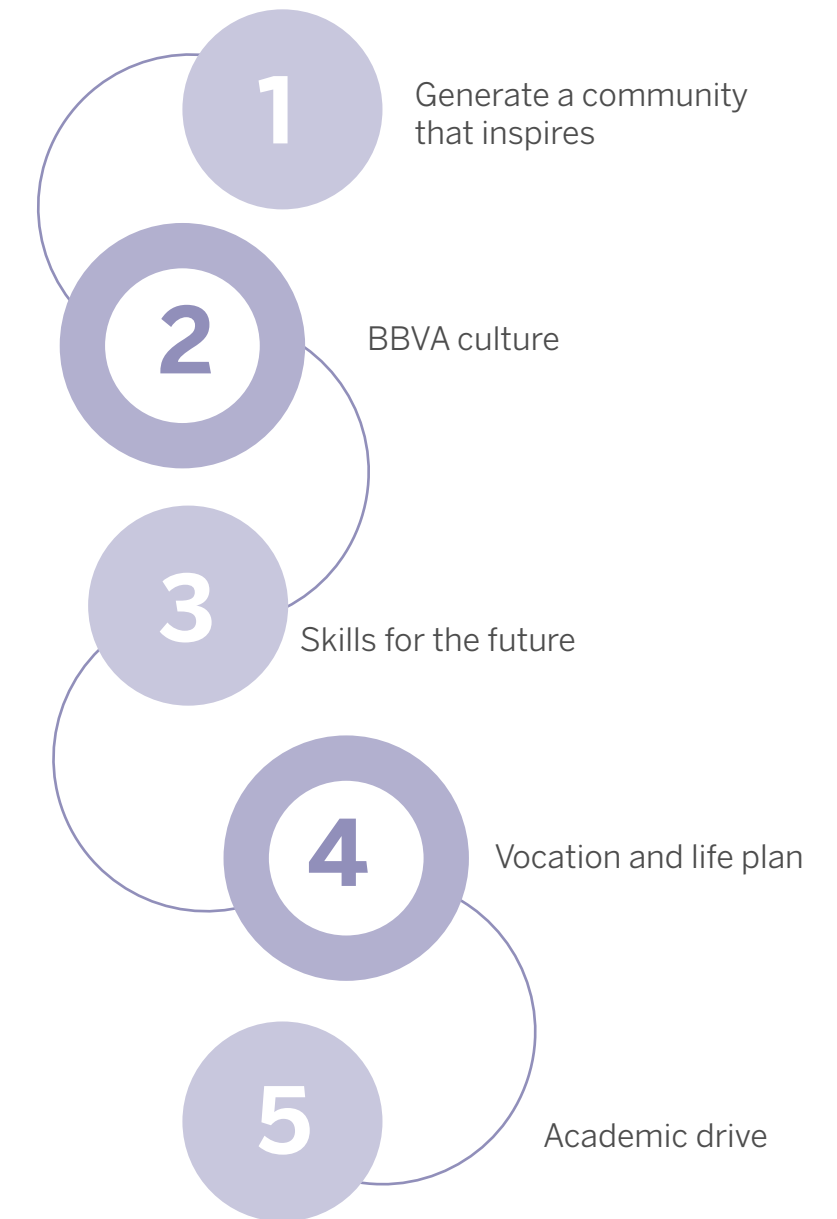 1
Generate a community
that inspires
2
BBVA culture
3
Skills for the future
4
Vocation and life plan
5
Academic drive